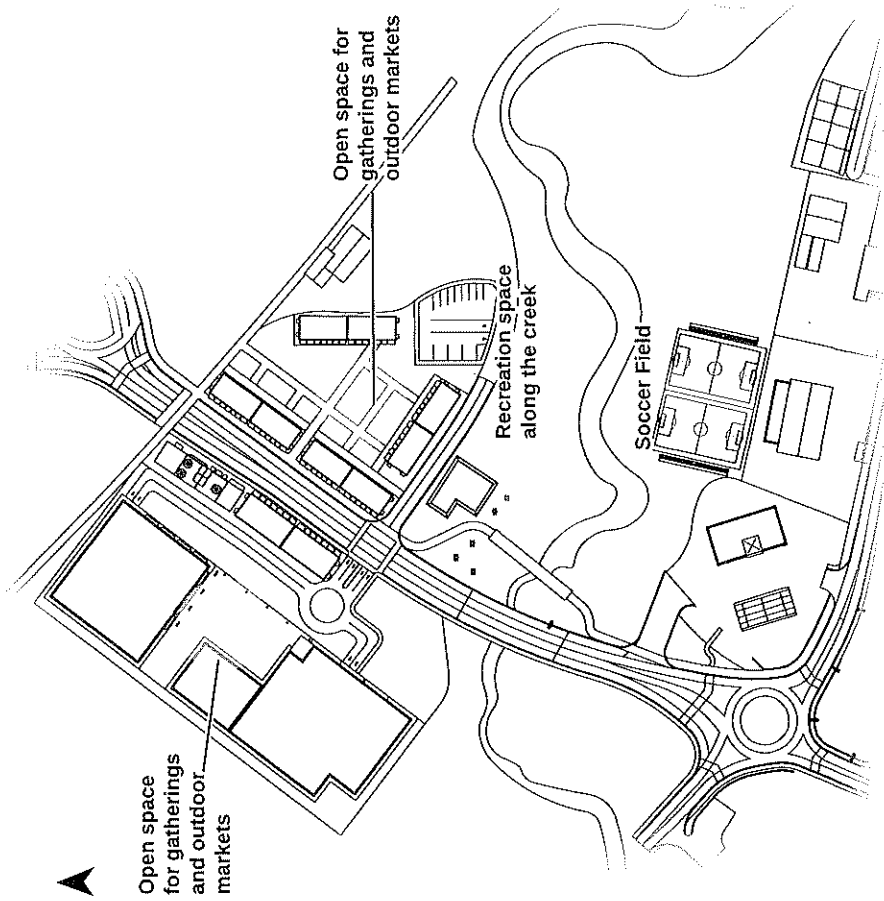 Open space for
gatherings and
outdoor markets
Recreation space
along the creek
Soccer Field
Open space
for gatherings
and outdoor
markets